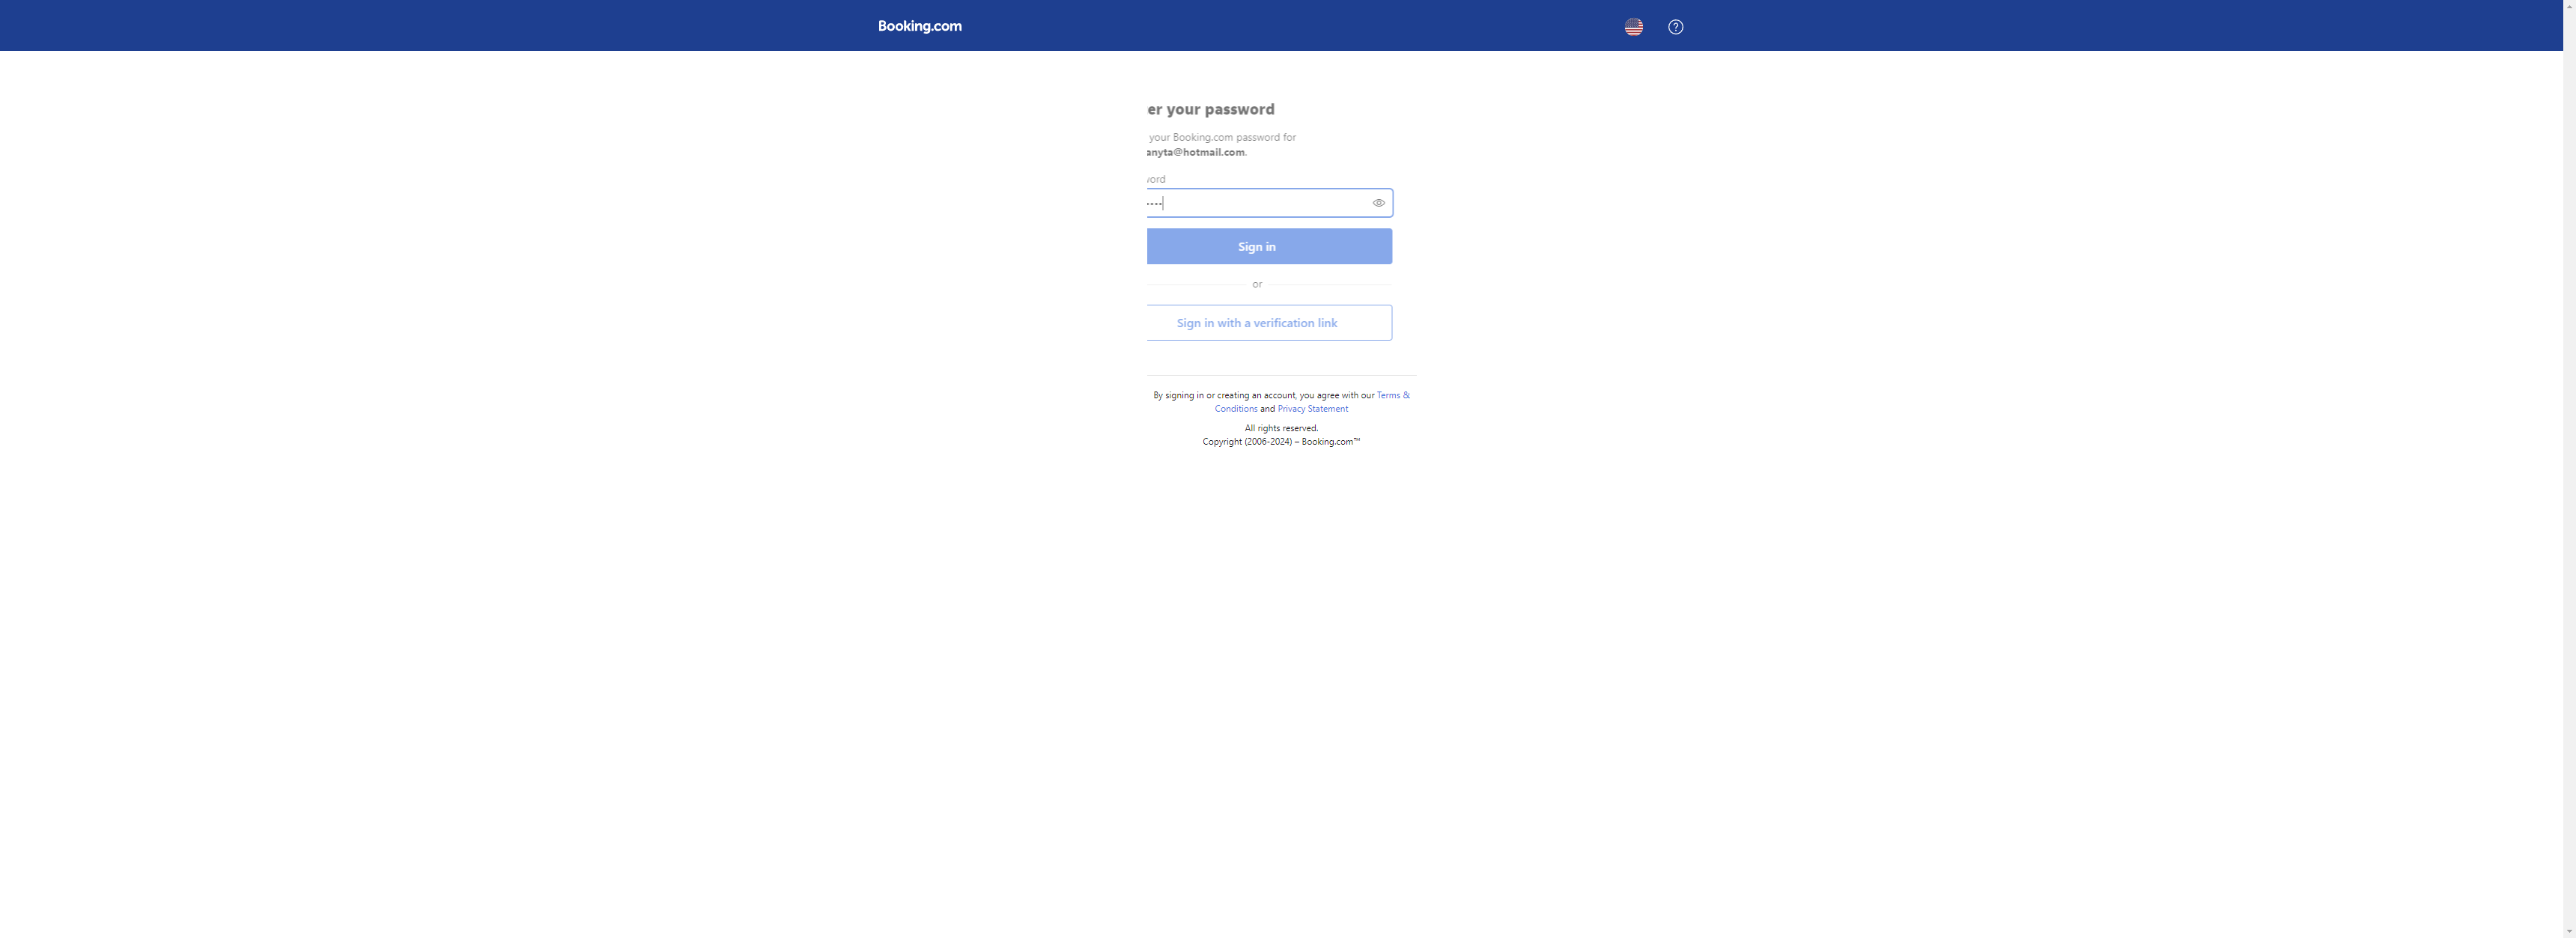 Booking.com
er your password
your Booking.com password for
anyta@hotmail.com.
word
Sign in
or
Sign in with a verification link
By signing in or creating an account, you agree with our Terms &
Conditions and Privacy Statement
All rights reserved.
Copyright (2006-2024) – Booking.com™